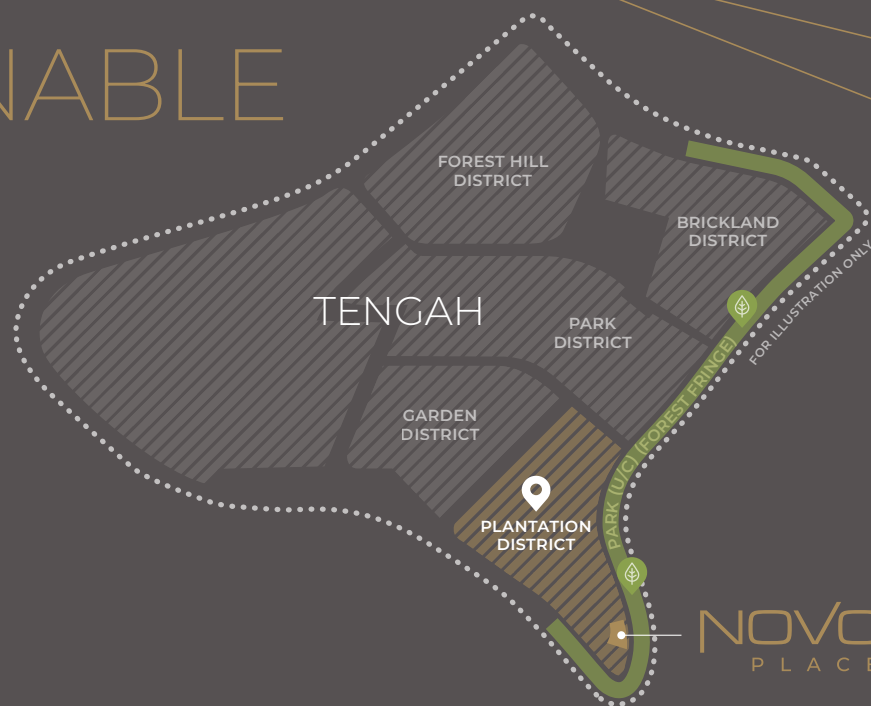 NABLE
FOREST HILL
DISTRICT
BRICKLAND
DISTRICT
FOR ILLUSTRATION ONLY
TENGAH
PARK
DISTRICT
PARK (U/C) (FOREST FRINGE)
GARDEN
DISTRICT
PLANTATION
DISTRICT
NOVO
PLACE